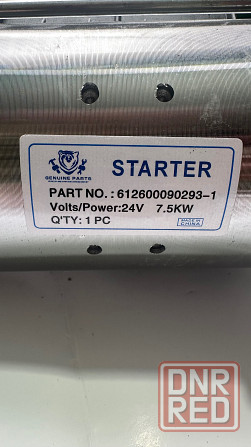 GENUINE PARTS
STARTER
PART NO.:612600090293-1
Volts/Power:24V 7.5KW
Q'TY: 1 PC
MADE IN
CHINA
DNR
RED